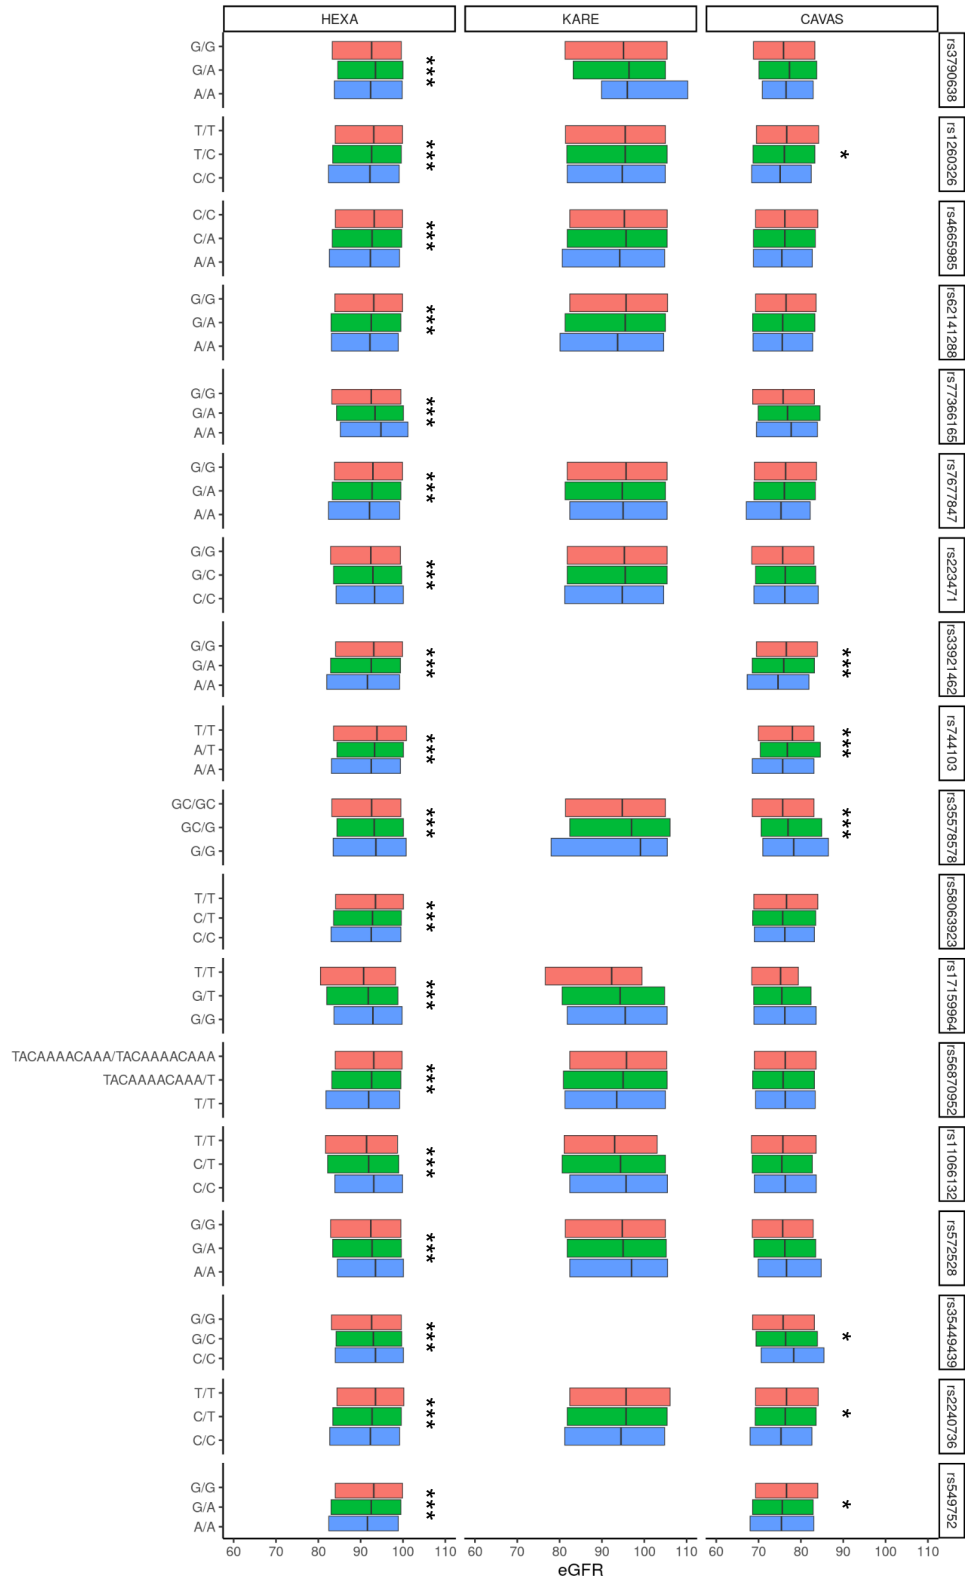 HEXA KARE CAVAS
G/G
G/A
A/A
*** 
rs3790638
T/T
T/C
C/C
***
*
rs1260326
C/C
C/A
A/A
***
rs4665985
G/G
G/A
A/A
***
rs62141288
G/G
G/A
A/A
***
rs77366165
G/G
G/A
A/A
***
rs7677847
G/G
G/C
C/C
***
rs223471
G/G
G/A
A/A
***
***
rs33921462
T/T
A/T
A/A
***
***
rs744103
GC/GC
GC/G
G/G
***
***
rs35578578
T/T
C/T
C/C
***
rs58063923
T/T
G/T
G/G
***
rs17159964
TACAAAACAAA/TACAAAACAAA
TACAAAACAAA/T
T/T
***
rs56870952
T/T
C/T
C/C
***
rs11066132
G/G
G/A
A/A
***
rs572528
G/G
G/C
C/C
***
*
rs35449439
T/T
C/T
C/C
***
*
rs2240736
G/G
G/A
A/A
***
*
rs549752
60 70 80 90 100 110 60 70 80 90 100 110 60 70 80 90 100 110
eGFR